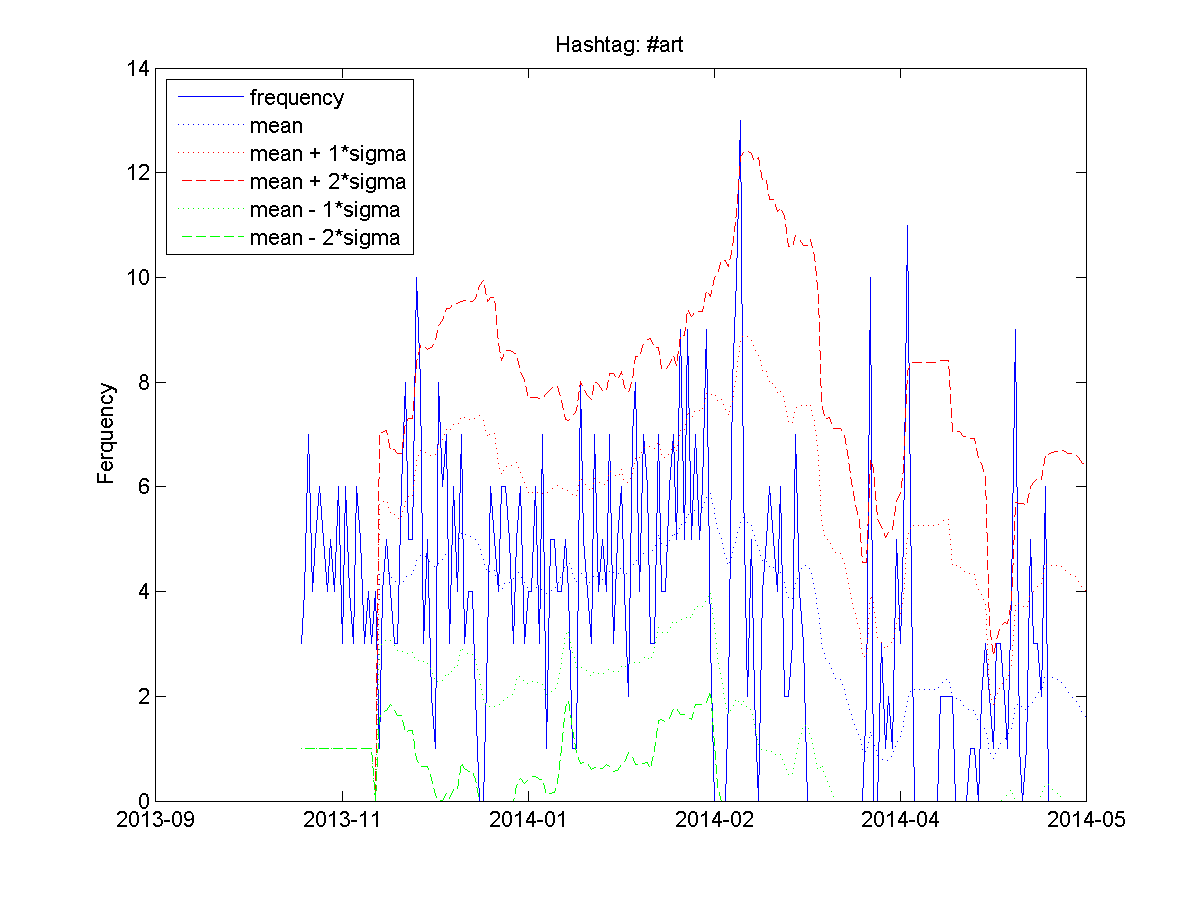 Hashtag: #art
14
12
10
8
6
4
2
0
Ferquency
frequency
mean
mean + 1*sigma
mean + 2*sigma
mean - 1*sigma
mean - 2*sigma
2013-09
2013-11
2014-01
2014-02
2014-04
2014-05